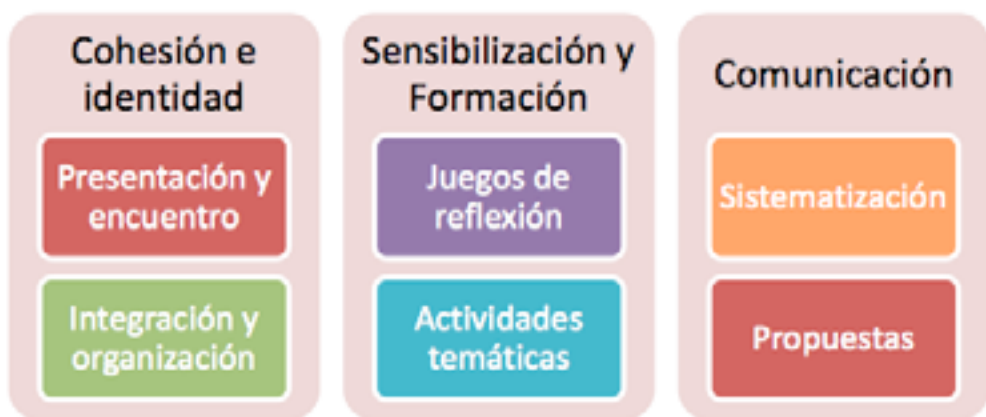 Cohesión e
identidad
Presentación y
encuentro
Integración y
organización
Sensibilización y
Formación
Juegos de
reflexión
Actividades
temáticas
Comunicación
Sistematización
Propuestas